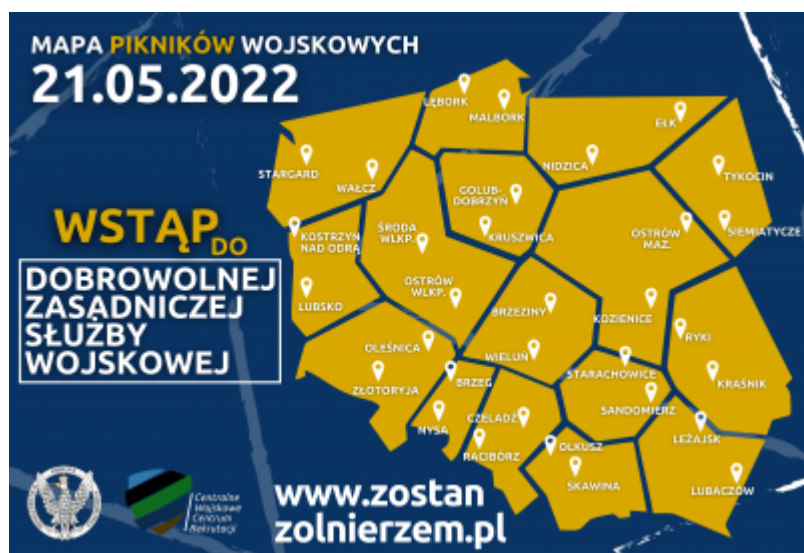 MAPA PIKNIKÓW WOJSKOWYCH
21.05.2022
WSTĄP DO
DOBROWOLNEJ
ZASADNICZEJ
SŁUŻBY
WOJSKOWEJ
LĘBORK
MALBORK
EŁK
STARGARD
WAŁCZ
NIDZICA
TYKOCIN
GOLUB-
DOBRZYŃ
KRUSZWICA
KOSTRZYN
NAD ODRĄ
ŚRODA
WLKP.
OSTRÓW
MAZ.
SIEMIATYCZE
LUBSKO
OSTRÓW
WLKP.
BRZEZINY
KOZIENICE
RYKI
OLEŚNICA
WIELUŃ
STARACHOWICE
KRAŚNIK
ZŁOTORYJA
BRZEG
SANDOMIERZ
NYSA
CZELADŹ
LEŻAJSK
RACIBÓRZ
OLKUSZ
SKAWINA
LUBACZÓW
Centralne
Wojskowe
Centrum
Rekrutacji
www.zostan
zolnierzem.pl